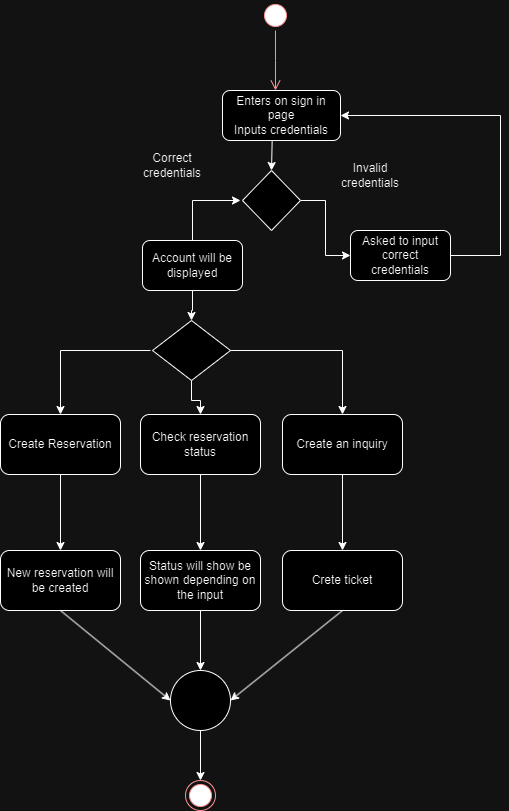 Enters on sign in
page
Inputs credentials
Correct
credentials
Invalid
credentials
Account will be
displayed
Asked to input
correct
credentials
Create Reservation
Check reservation
status
Create an inquiry
New reservation will
be created
Status will show be
shown depending on
the input
Crete ticket